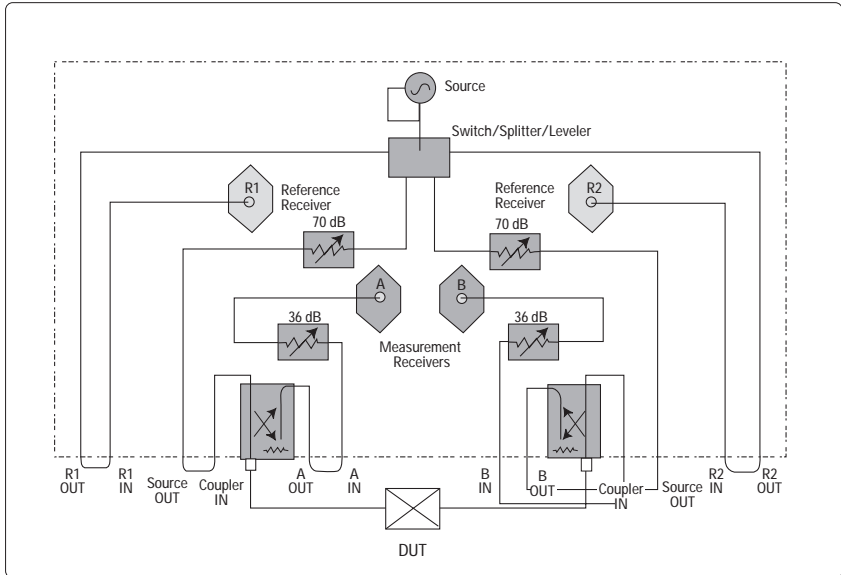 Source
Switch/Splitter/Leveler
R1
Reference
Receiver
Reference
Receiver
R2
70 dB
70 dB
A
B
36 dB
36 dB
Measurement
Receivers
R1
OUT
R1
IN
Source
OUT
Coupler
IN
A
OUT
A
IN
B
IN
B
OUT
Coupler
IN
Source
OUT
R2
IN
R2
OUT
DUT